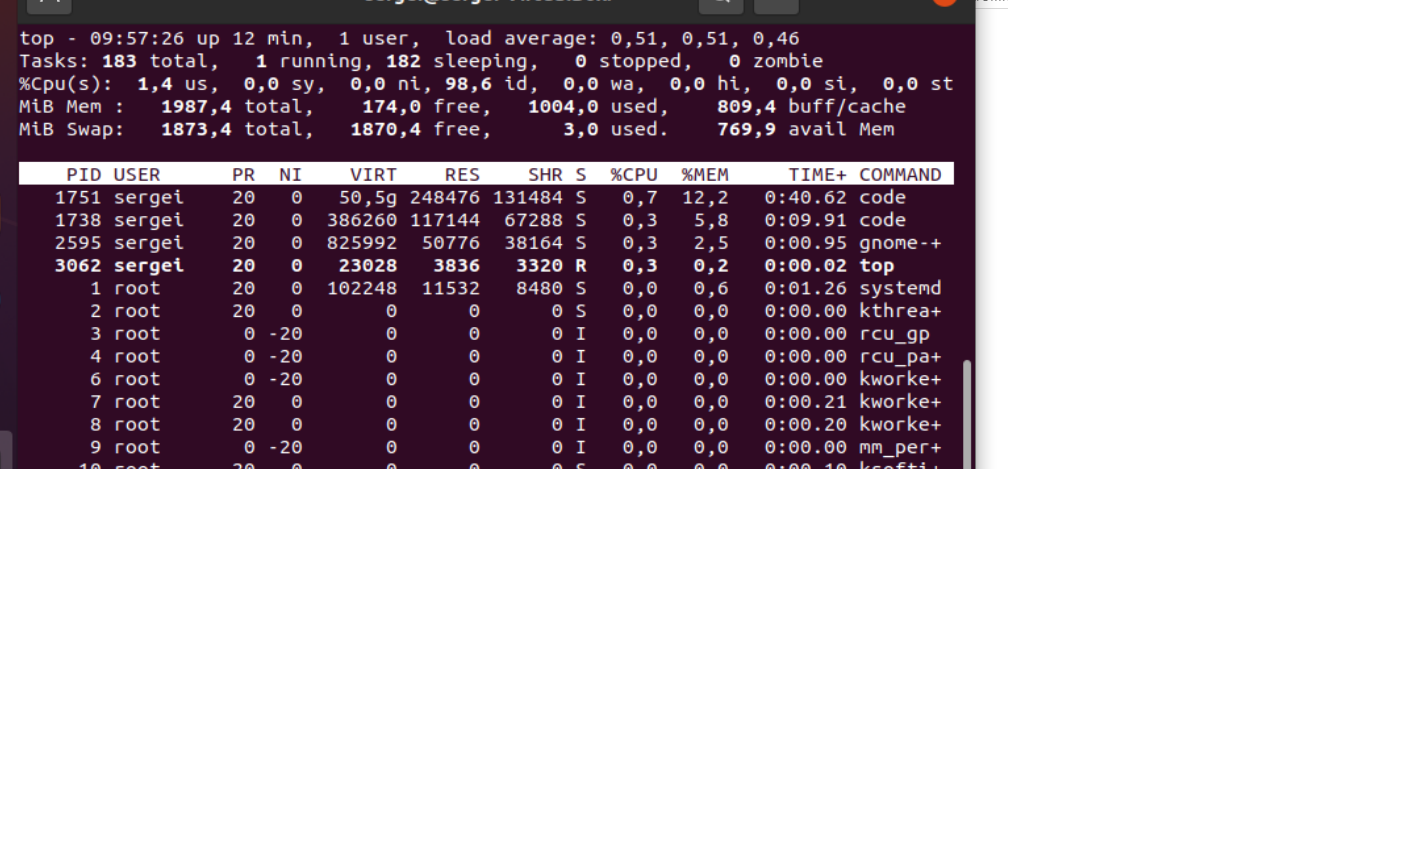 top - 09:57:26 up 12 min,  1 user,  load average: 0,51, 0,51, 0,46
Tasks: 183 total,   1 running, 182 sleeping,   0 stopped,   0 zombie
%Cpu(s):  1,4 us,  0,0 sy,  0,0 ni, 98,6 id,  0,0 wa,  0,0 hi,  0,0 si,  0,0 st
MiB Mem :   1987,4 total,    174,0 free,   1004,0 used,    809,4 buff/cache
MiB Swap:   1873,4 total,   1870,4 free,      3,0 used.    769,9 avail Mem
PID USER      PR  NI    VIRT    RES    SHR S  %CPU  %MEM     TIME+ COMMAND
1751 sergei    20   0   50,5g 248476 131484 S   0,7  12,2   0:40.62 code
1738 sergei    20   0  386260 117144  67288 S   0,3   5,8   0:09.91 code
2595 sergei    20   0  825992  50776  38164 S   0,3   2,5   0:00.95 gnome-+
3062 sergei    20   0   23028   3836   3320 R   0,3   0,2   0:00.02 top
1 root      20   0  102248  11532   8480 S   0,0   0,6   0:01.26 systemd
2 root      20   0       0      0      0 S   0,0   0,0   0:00.00 kthrea+
3 root       0 -20       0      0      0 I   0,0   0,0   0:00.00 rcu_gp
4 root       0 -20       0      0      0 I   0,0   0,0   0:00.00 rcu_pa+
6 root       0 -20       0      0      0 I   0,0   0,0   0:00.00 kworke+
7 root      20   0       0      0      0 I   0,0   0,0   0:00.21 kworke+
8 root      20   0       0      0      0 I   0,0   0,0   0:00.20 kworke+
9 root       0 -20       0      0      0 I   0,0   0,0   0:00.00 mm_per+